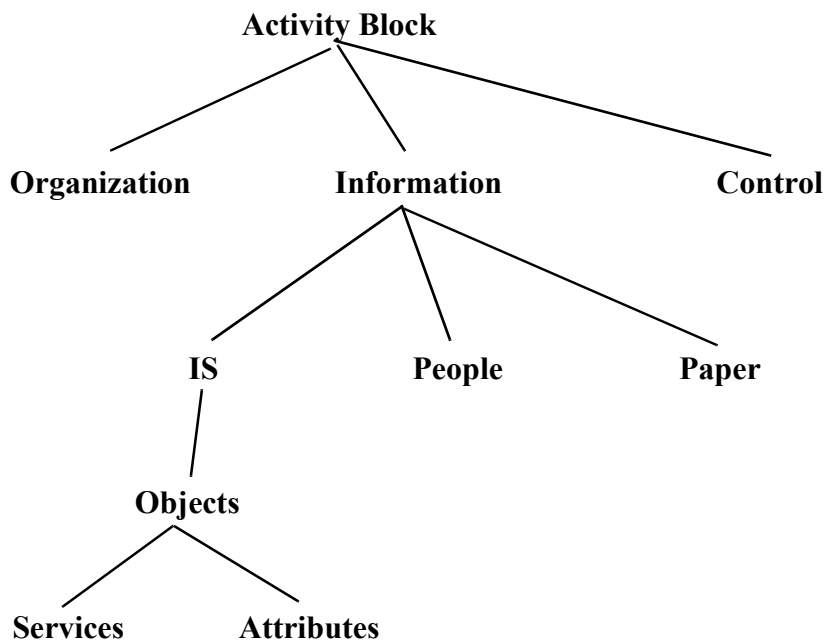 Activity Block
Organization Information Control
IS People Paper
Objects
Services Attributes